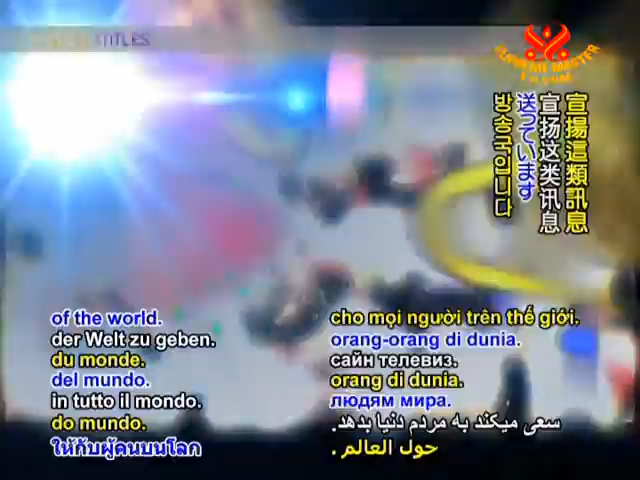 TITLES
SUPREME MASTER
TELEVISION
宣揚這類訊息
宣扬这类讯息
送っています
방송국입니다
of the world.
der Welt zu geben.
du monde.
del mundo.
in tutto il mondo.
do mundo.
ให้กับผู้คนบนโลก
cho mọi người trên thế giới.
orang-orang di dunia.
сайн телевиз.
orang di dunia.
людям мира.
سعی میکند به مردم دنیا بدهد.
حول العالم .